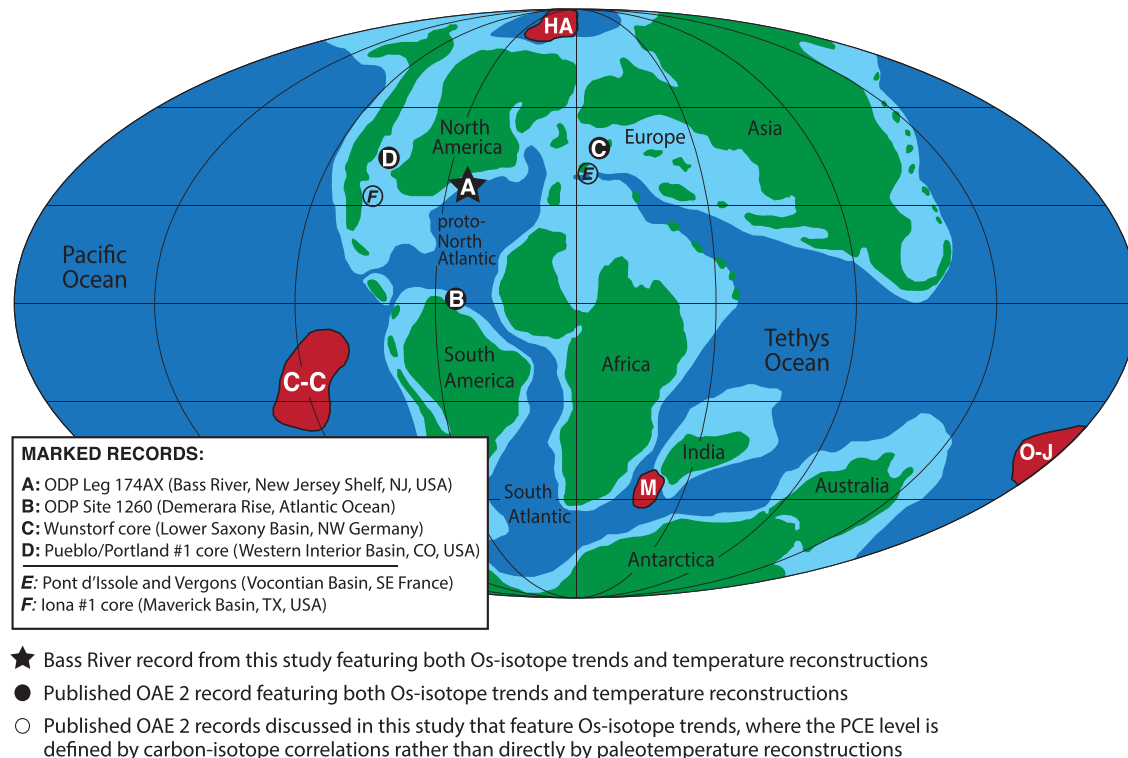 HA
North
America
Europe
Asia
D
C
E
A
F
proto-
North
Atlantic
Pacific
Ocean
B
Tethys
Ocean
South
America
Africa
C-C
India
O-J
M
Australia
South
Atlantic
Antarctica
MARKED RECORDS:
A: ODP Leg 174AX (Bass River, New Jersey Shelf, NJ, USA)
B: ODP Site 1260 (Demerara Rise, Atlantic Ocean)
C: Wunstorf core (Lower Saxony Basin, NW Germany)
D: Pueblo/Portland #1 core (Western Interior Basin, CO, USA)
E: Pont d'Issole and Vergons (Vocontian Basin, SE France)
F: Iona #1 core (Maverick Basin, TX, USA)
Bass River record from this study featuring both Os-isotope trends and temperature reconstructions
Published OAE 2 record featuring both Os-isotope trends and temperature reconstructions
Published OAE 2 records discussed in this study that feature Os-isotope trends, where the PCE level is
defined by carbon-isotope correlations rather than directly by paleotemperature reconstructions